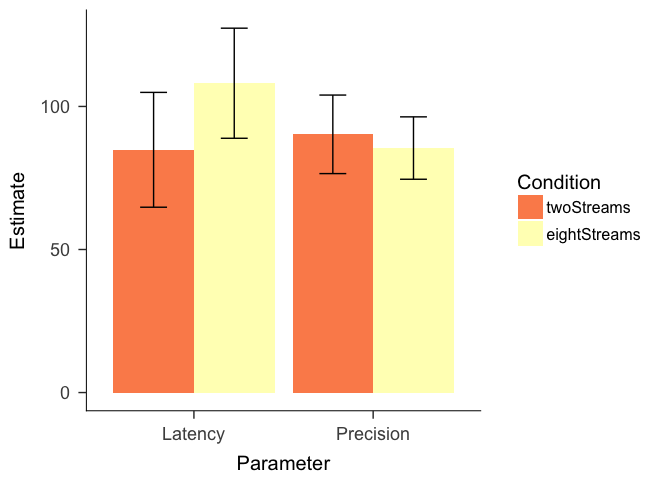 Estimate
100
50
0
Latency
Precision
Parameter
Condition
twoStreams
eightStreams